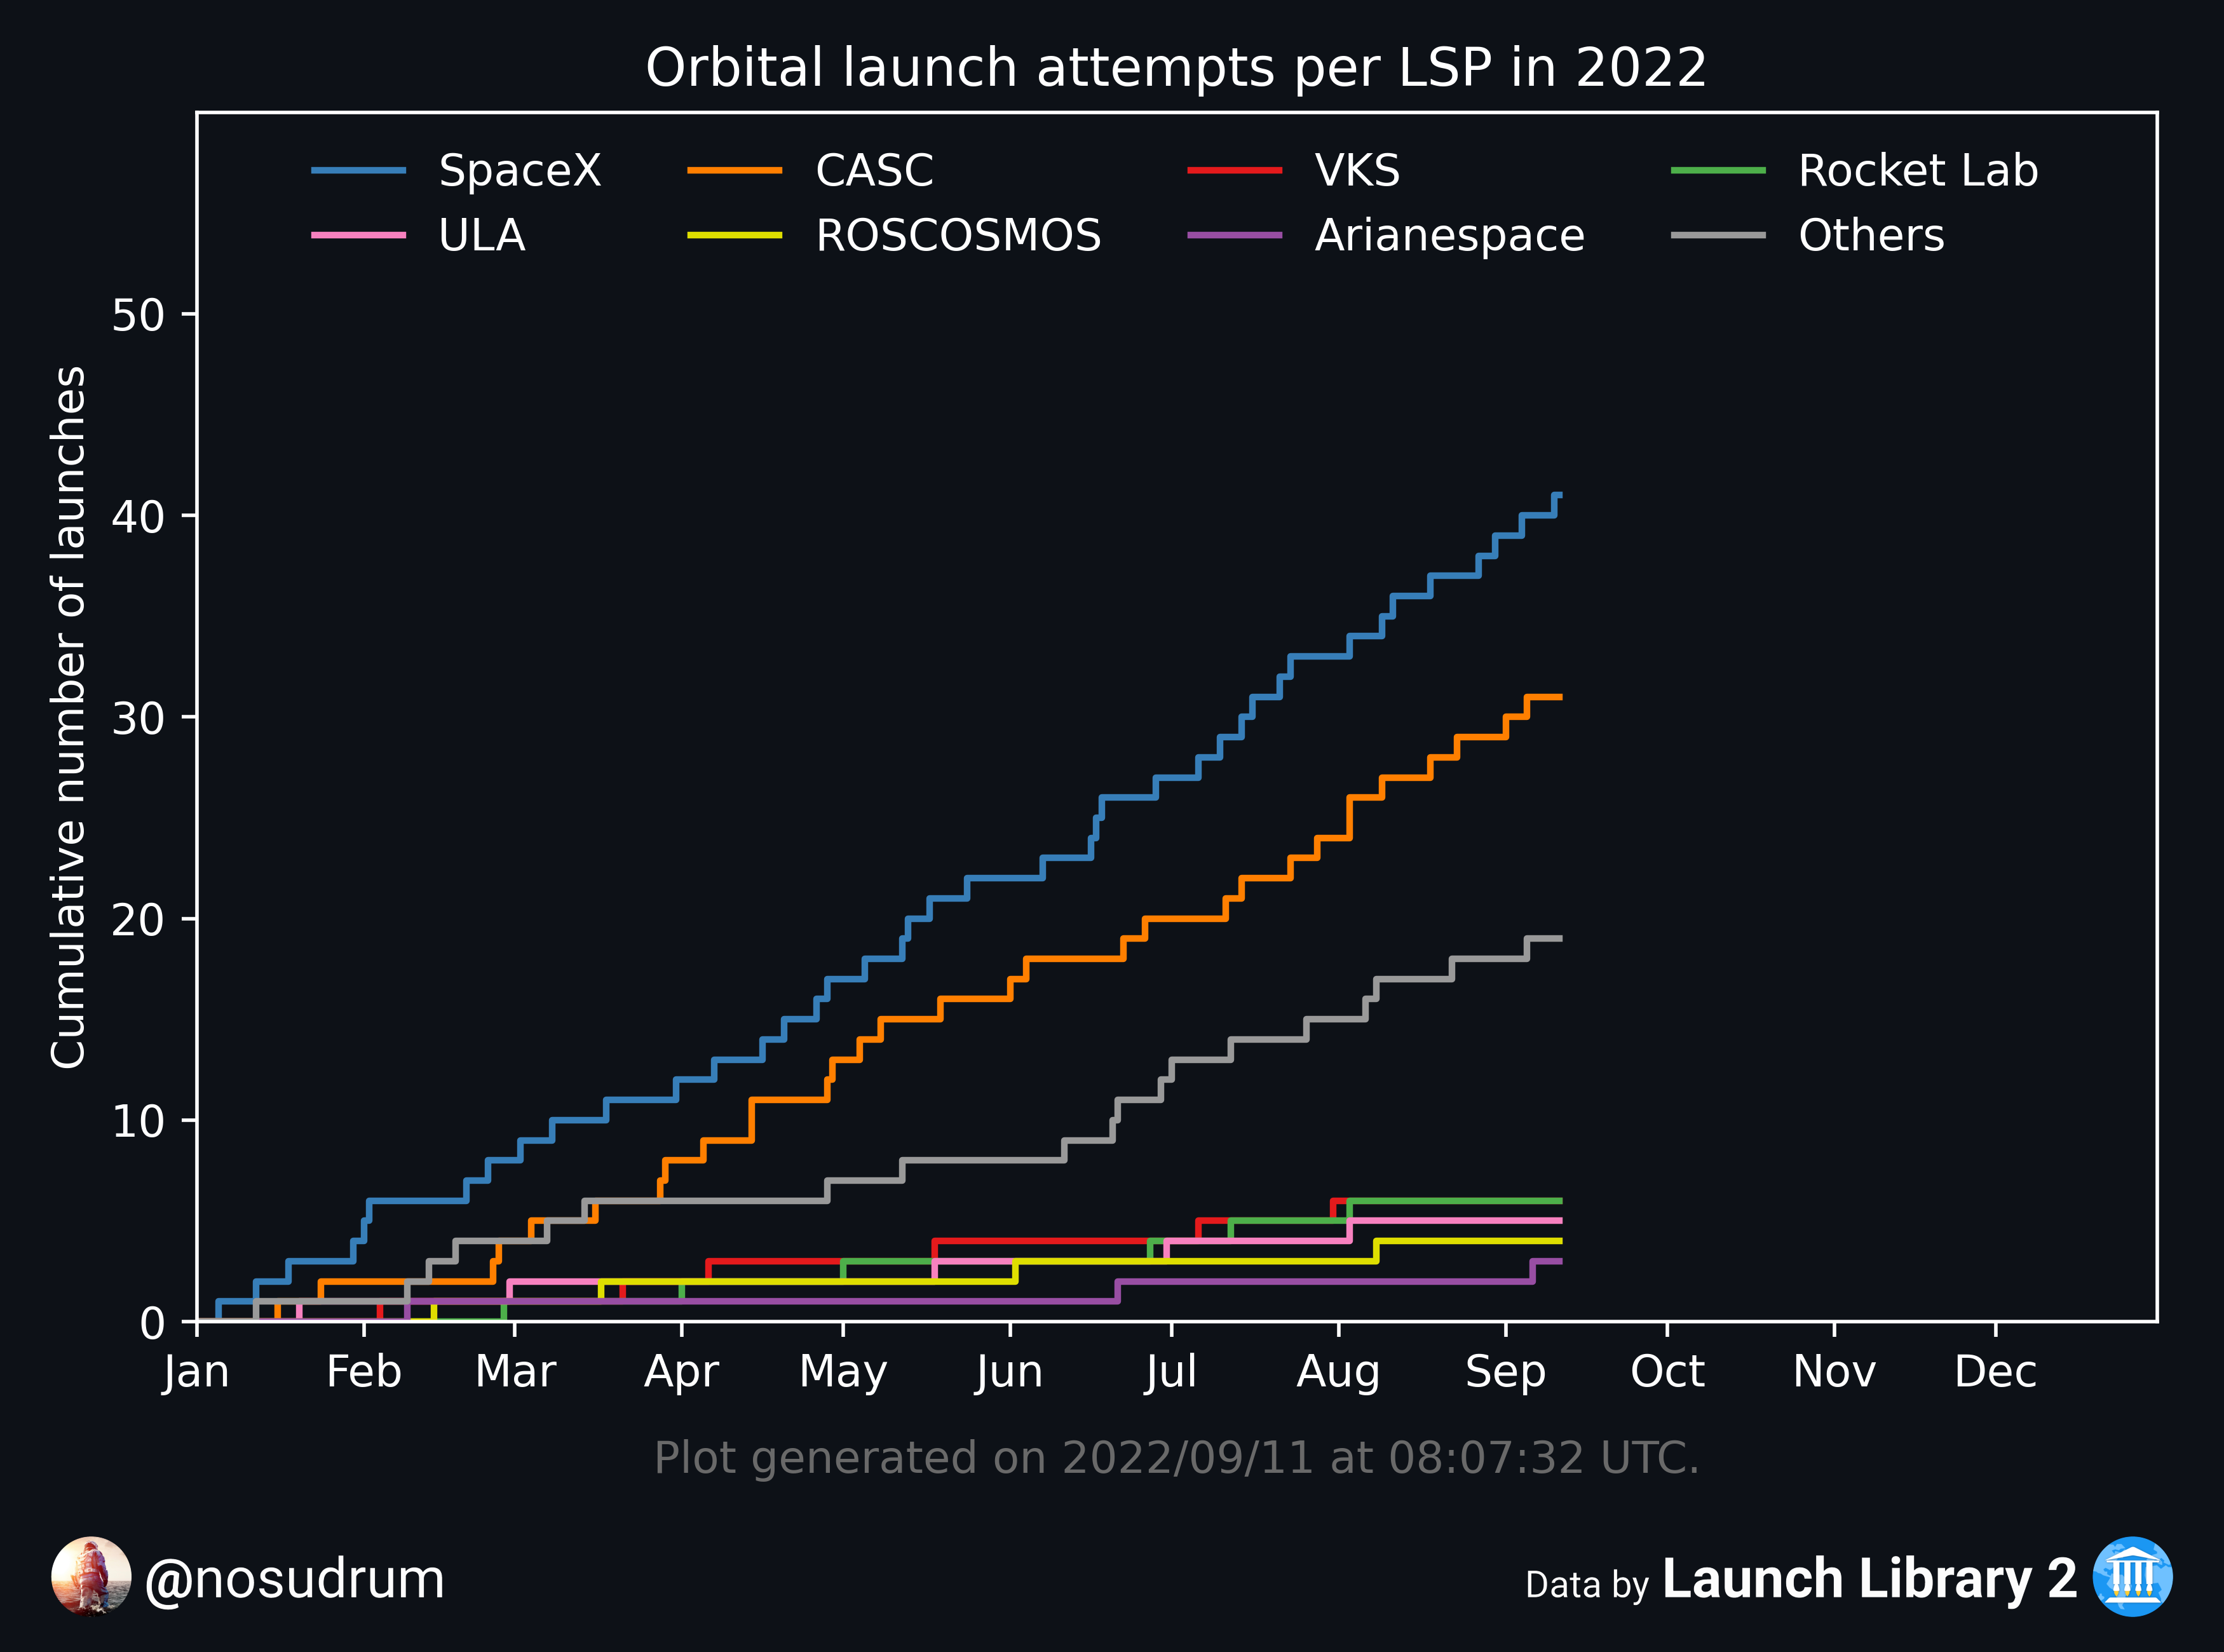 Orbital launch attempts per LSP in 2022
SpaceX CASC VKS Rocket Lab
ULA ROSCOSMOS Arianespace Others
Cumulative number of launches
50
40
30
20
10
0
Jan Feb Mar Apr May Jun Jul Aug Sep Oct Nov Dec
Plot generated on 2022/09/11 at 08:07:32 UTC.
@nosudrum
Data by Launch Library 2